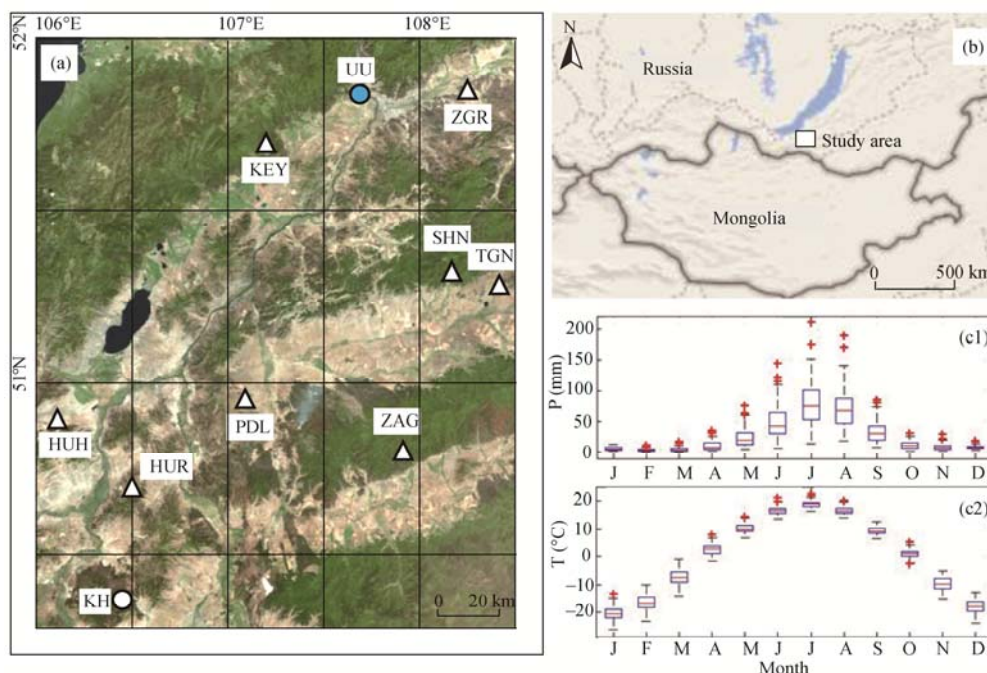 106°E 107°E 108°E
52°N
(a)
UU
ZGR
KEY
SHN
TGN
51°N
HUH
PDL
ZAG
HUR
KH
0 20 km
N
(b)
Russia
Study area
Mongolia
0 500 km
(c1)
P (mm)
200
150
100
50
0
J F M A M J J A S O N D
(c2)
T (°C)
20
10
0
−10
−20
J F M A M J J A S O N D
Month